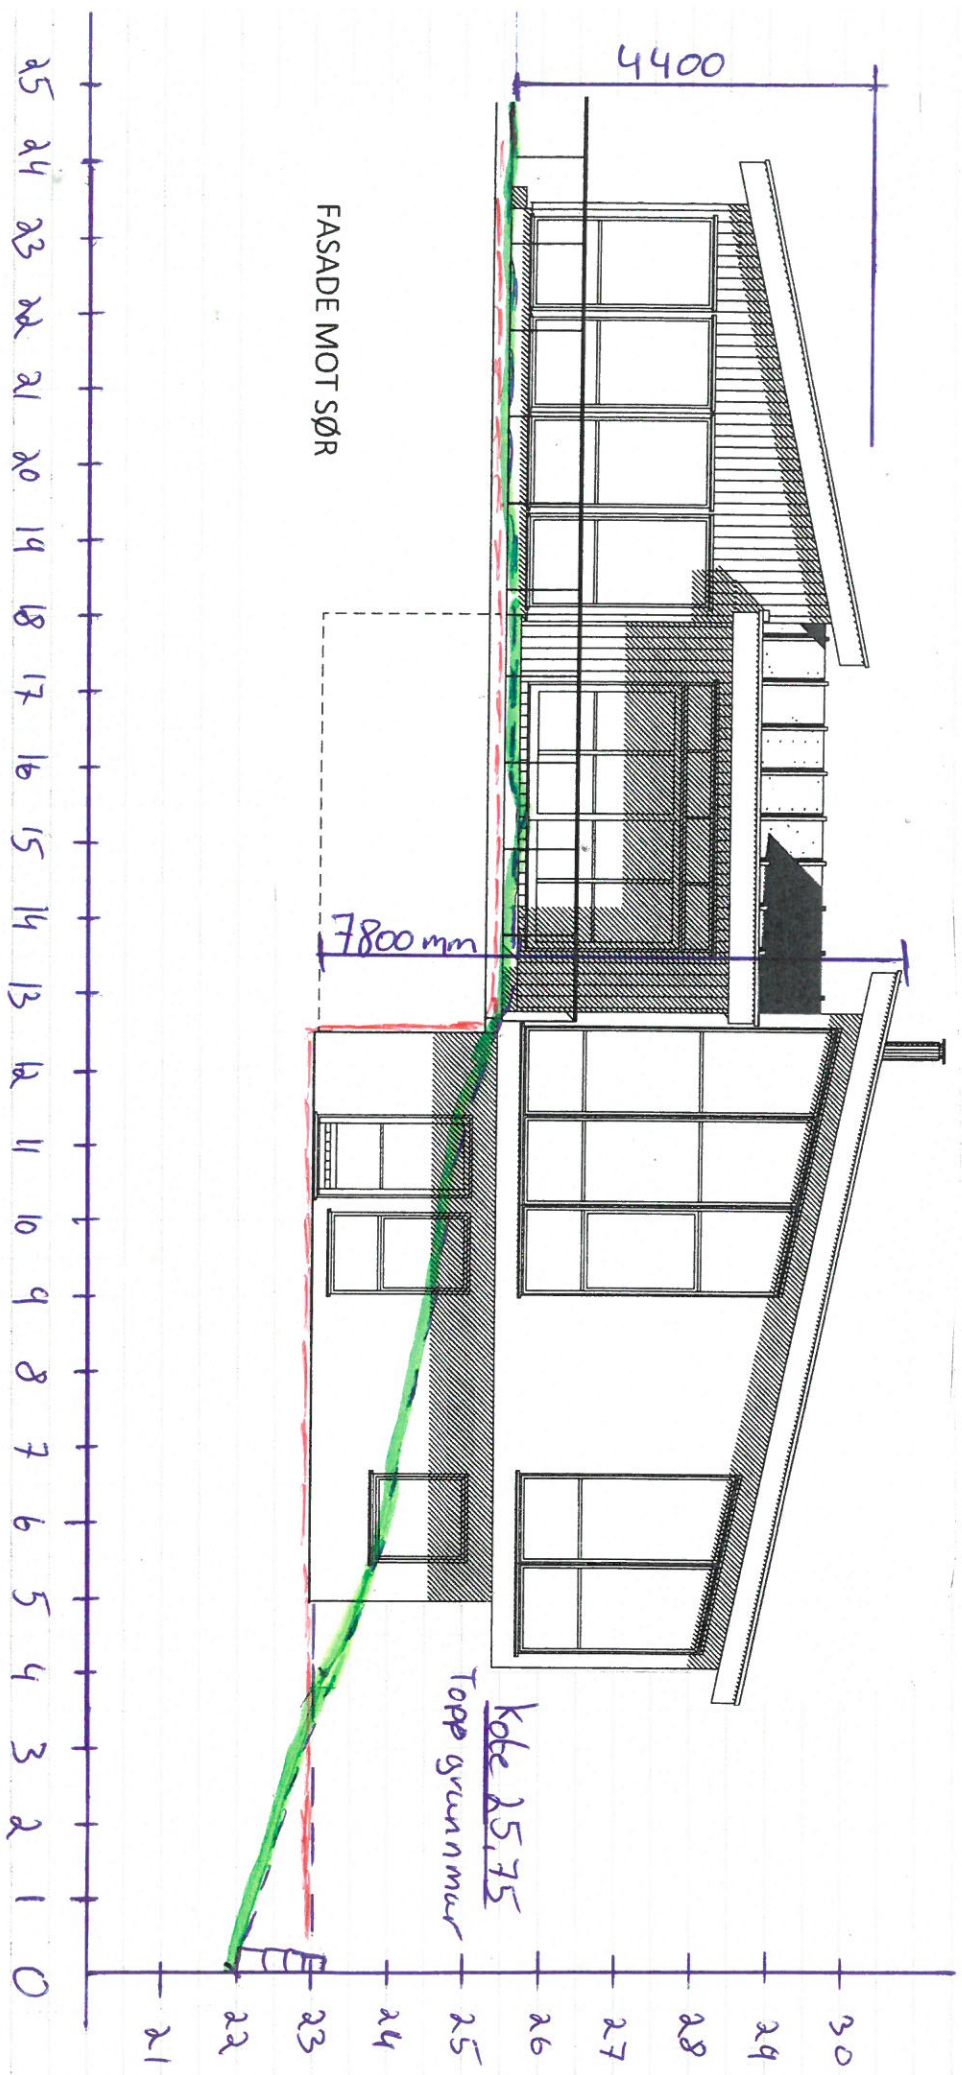 4400
FASADE MOT SØR
7800 mm
Kote 25,75
Topp grunnmur
25 24 23 22 21 20 19 18 17 16 15 14 13 12 11 10 9 8 7 6 5 4 3 2 1 0
21 22 23 24 25 26 27 28 29 30